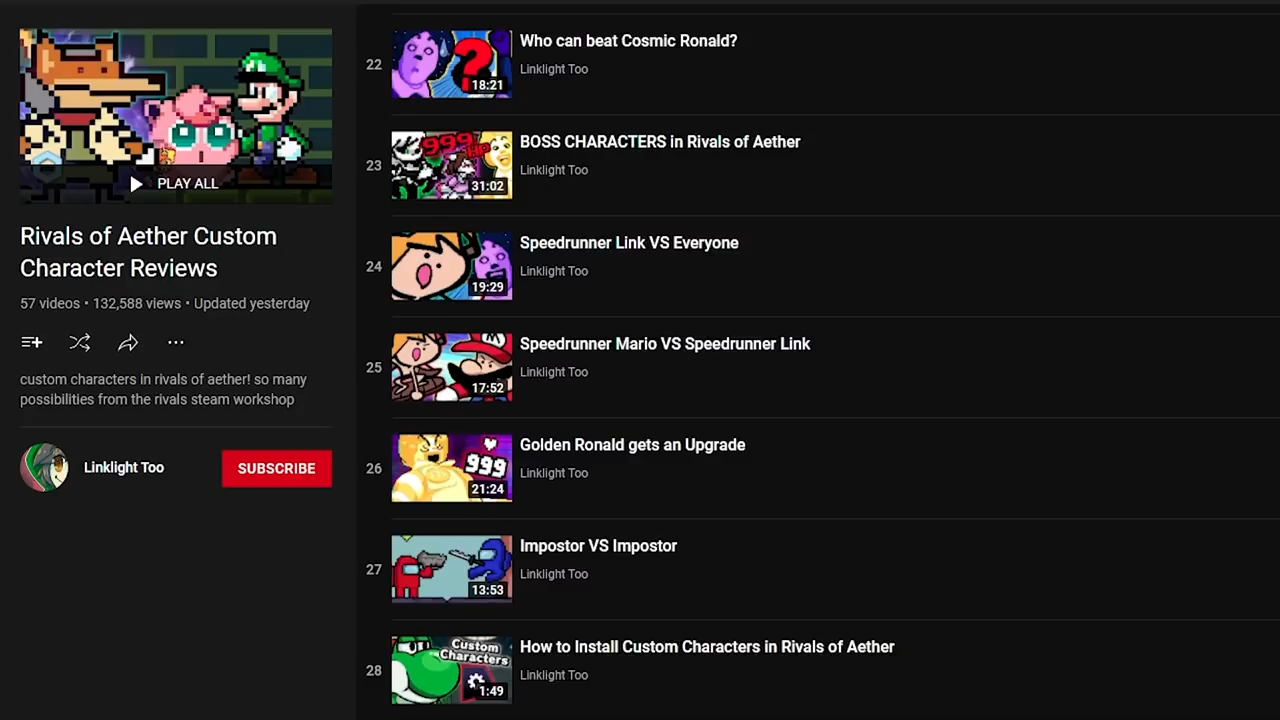 PLAY ALL
Rivals of Aether Custom
Character Reviews
57 videos • 132,588 views • Updated yesterday
custom characters in rivals of aether! so many
possibilities from the rivals steam workshop
Linklight Too
SUBSCRIBE
22
?
18:21
Who can beat Cosmic Ronald?
Linklight Too
23
999 HP
31:02
BOSS CHARACTERS in Rivals of Aether
Linklight Too
24
19:29
Speedrunner Link VS Everyone
Linklight Too
25
M
17:52
Speedrunner Mario VS Speedrunner Link
Linklight Too
26
999
21:24
Golden Ronald gets an Upgrade
Linklight Too
27
13:53
Impostor VS Impostor
Linklight Too
28
Custom
Characters
1:49
How to Install Custom Characters in Rivals of Aether
Linklight Too